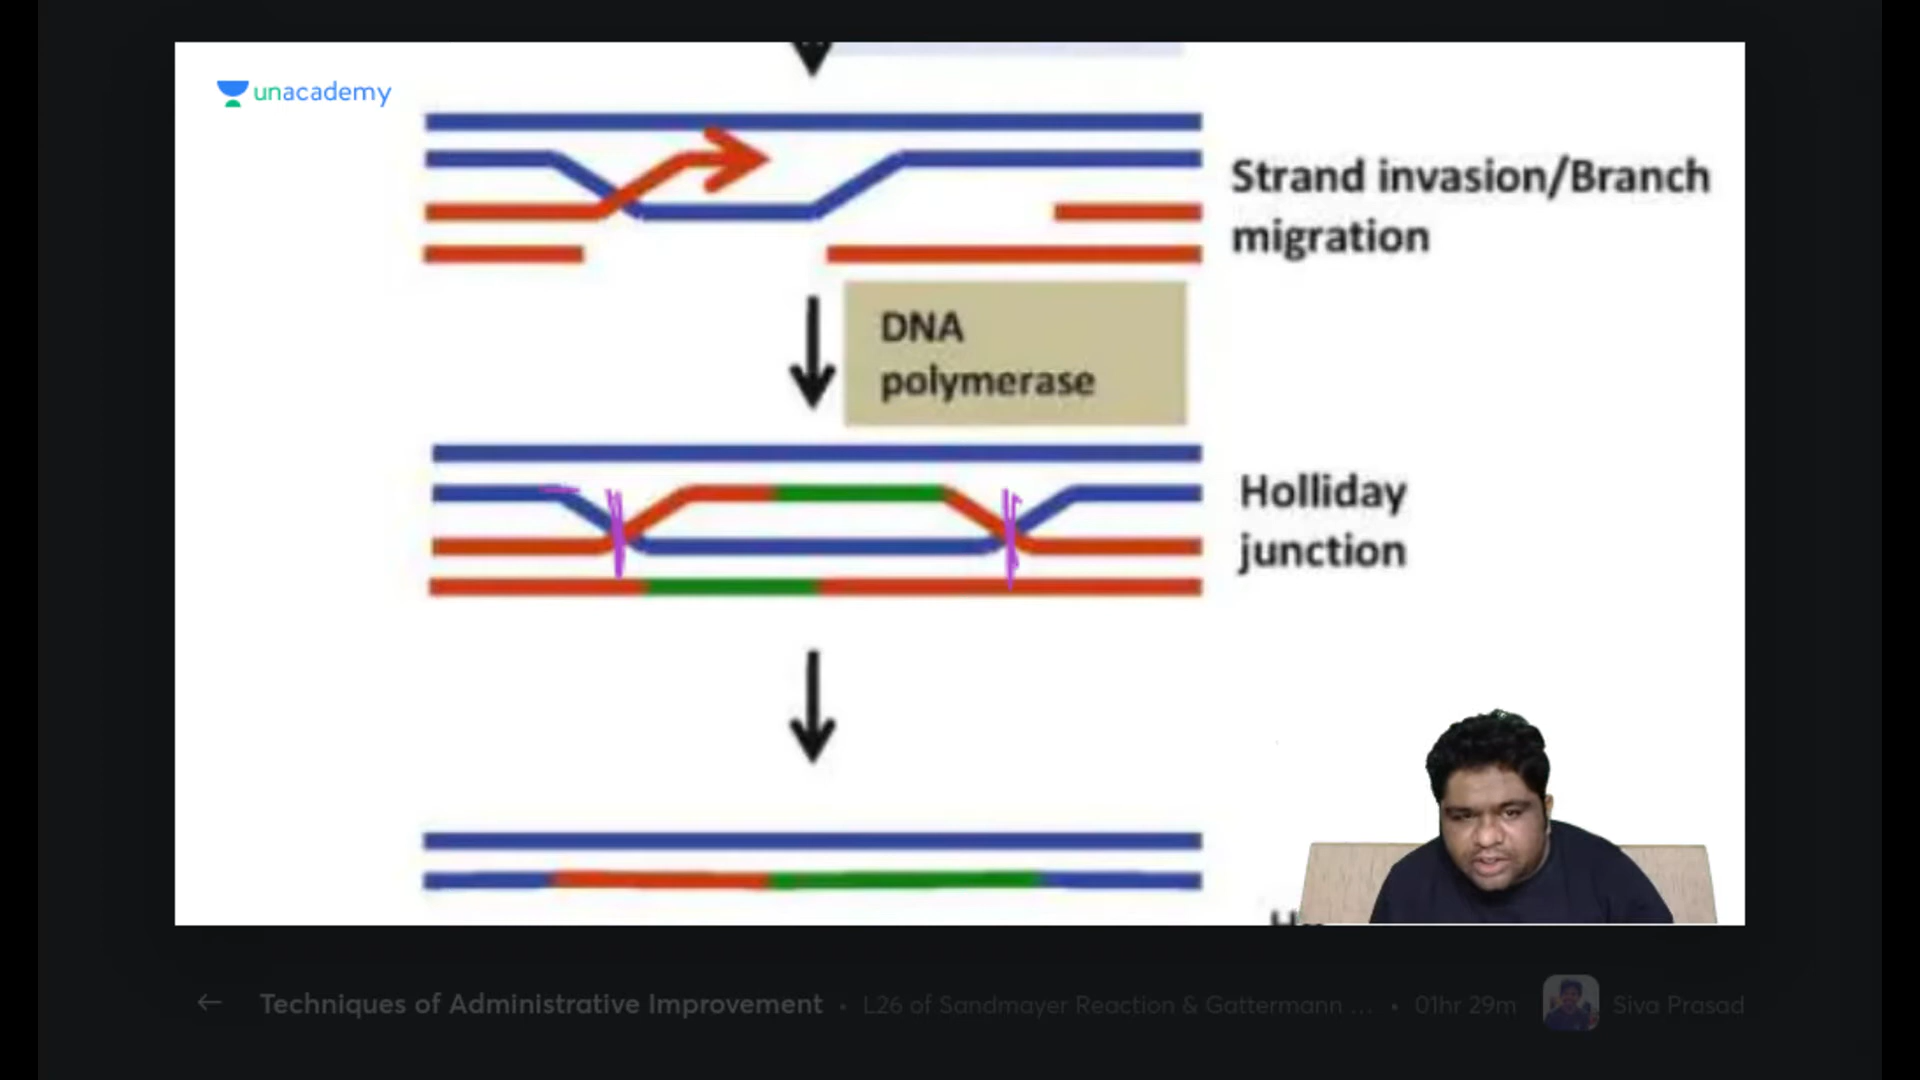 unacademy
Strand invasion/Branch
migration
DNA
polymerase
Holliday
junction
Techniques of Administrative Improvement • L26 of Sandmayer Reaction & Gattermann ... • 01hr 29m Siva Prasad